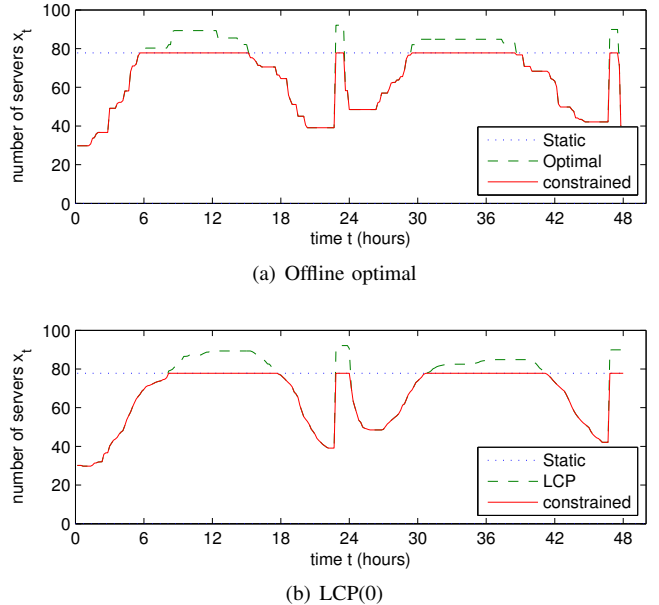 100
80
60
40
20
0
number of servers x_t
Static
Optimal
constrained
0 6 12 18 24 30 36 42 48
time t (hours)
(a) Offline optimal
100
80
60
40
20
0
number of servers x_t
Static
LCP
constrained
0 6 12 18 24 30 36 42 48
time t (hours)
(b) LCP(0)